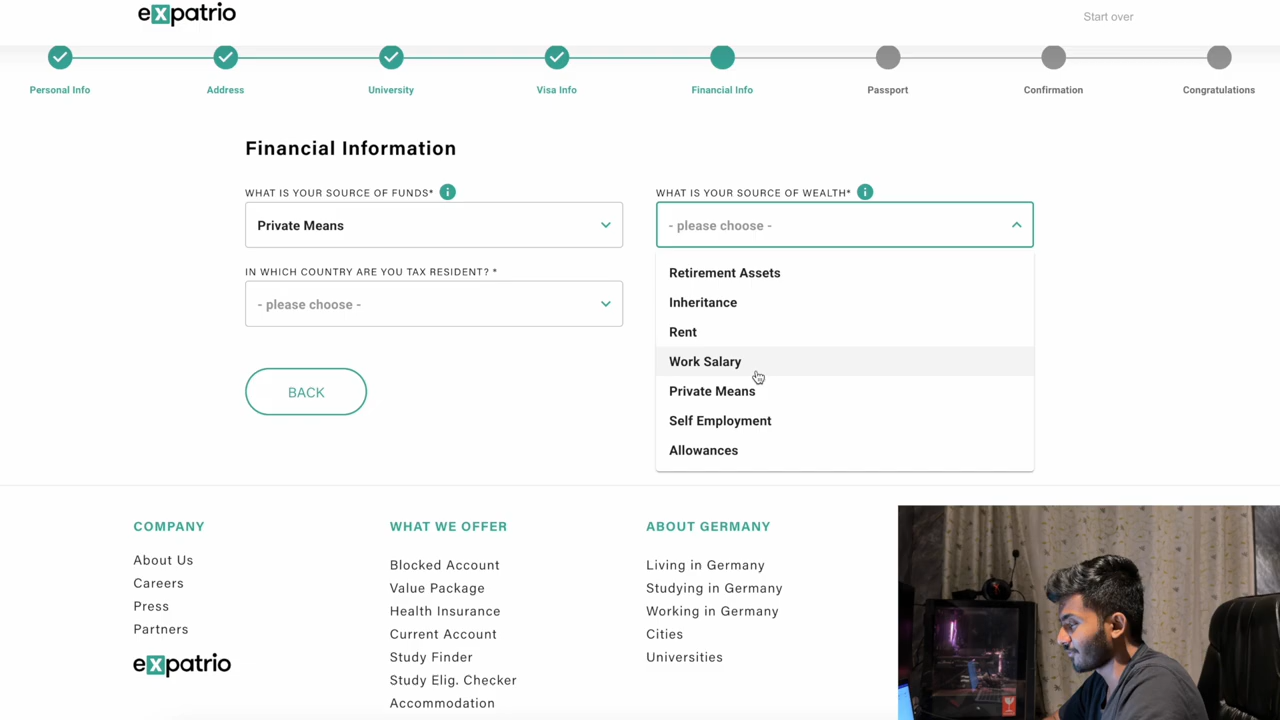 expatrio
Start over
Personal Info
Address
University
Visa Info
Financial Info
Passport
Confirmation
Congratulations
Financial Information
WHAT IS YOUR SOURCE OF FUNDS*
Private Means
WHAT IS YOUR SOURCE OF WEALTH*
- please choose -
IN WHICH COUNTRY ARE YOU TAX RESIDENT? *
- please choose -
Retirement Assets
Inheritance
Rent
Work Salary
Private Means
Self Employment
Allowances
BACK
COMPANY
About Us
Careers
Press
Partners
expatrio
WHAT WE OFFER
Blocked Account
Value Package
Health Insurance
Current Account
Study Finder
Study Elig. Checker
Accommodation
ABOUT GERMANY
Living in Germany
Studying in Germany
Working in Germany
Cities
Universities